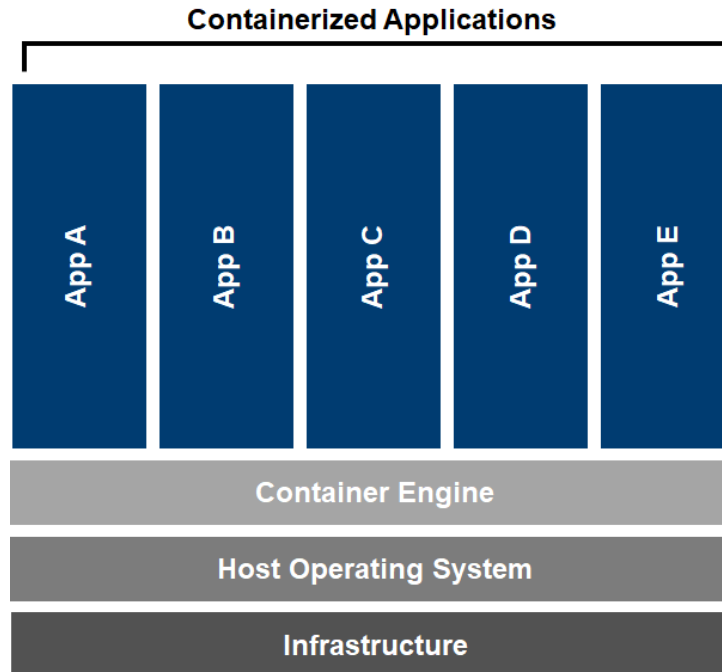 Containerized Applications
App A
App B
App C
App D
App E
Container Engine
Host Operating System
Infrastructure